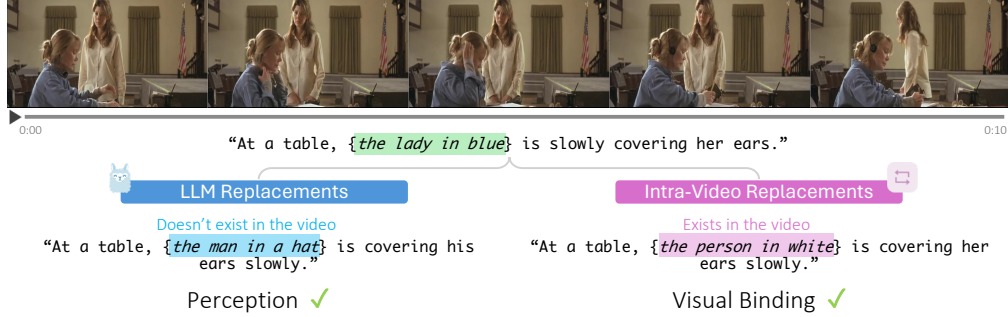 0:00
0:10
“At a table, {the lady in blue} is slowly covering her ears.”
LLM Replacements
Doesn’t exist in the video
“At a table, {the man in a hat} is covering his
ears slowly.”
Perception ✓
Intra-Video Replacements
Exists in the video
“At a table, {the person in white} is covering her
ears slowly.”
Visual Binding ✓